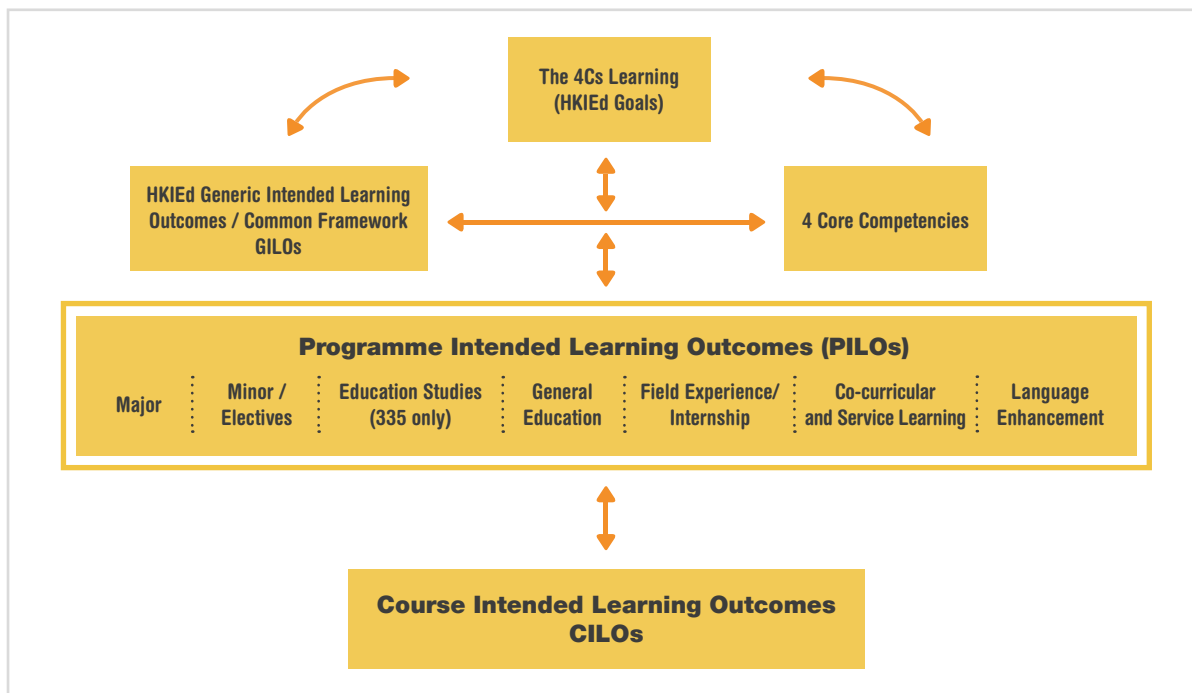 The 4Cs Learning
(HKIEd Goals)
HKIEd Generic Intended Learning
Outcomes / Common Framework
GILOs
4 Core Competencies
Programme Intended Learning Outcomes (PILOs)
Major
Minor /
Electives
Education Studies
(335 only)
General
Education
Field Experience/
Internship
Co-curricular
and Service Learning
Language
Enhancement
Course Intended Learning Outcomes
CILOs